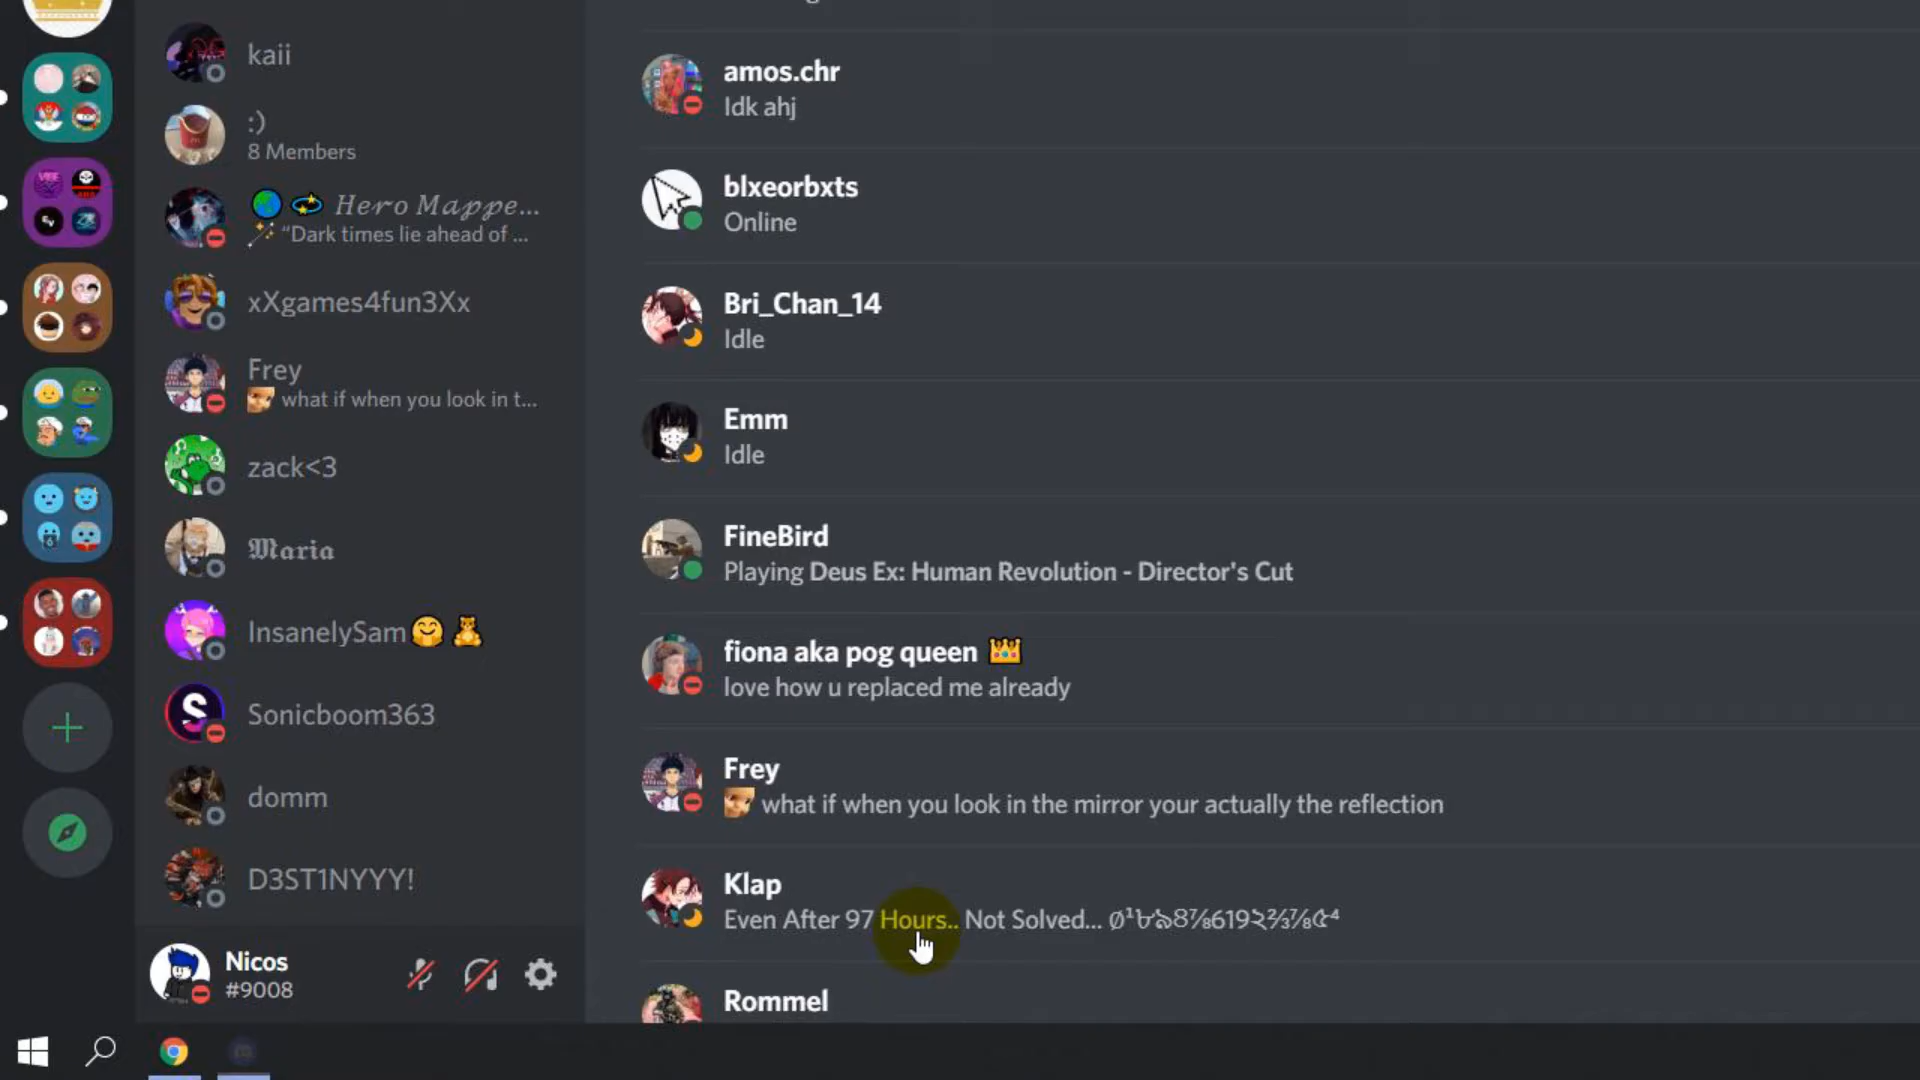 kaii
:)
8 Members
🌍 💫 𝓗𝓮𝓻𝓸 𝓜𝓪𝓹𝓹𝓮...
“Dark times lie ahead of ...
xXgames4fun3Xx
Frey
what if when you look in t...
zack<3
𝕸𝖆𝖗𝖎𝖆
InsanelySam🤗🧸
Sonicboom363
domm
D3ST1NYYY!
Nicos
#9008
amos.chr
Idk ahj
blxeorbxts
Online
Bri_Chan_14
Idle
Emm
Idle
FineBird
Playing Deus Ex: Human Revolution - Director's Cut
fiona aka pog queen 👑
love how u replaced me already
Frey
what if when you look in the mirror your actually the reflection
Klap
Even After 97 Hours.. Not Solved...
Rommel